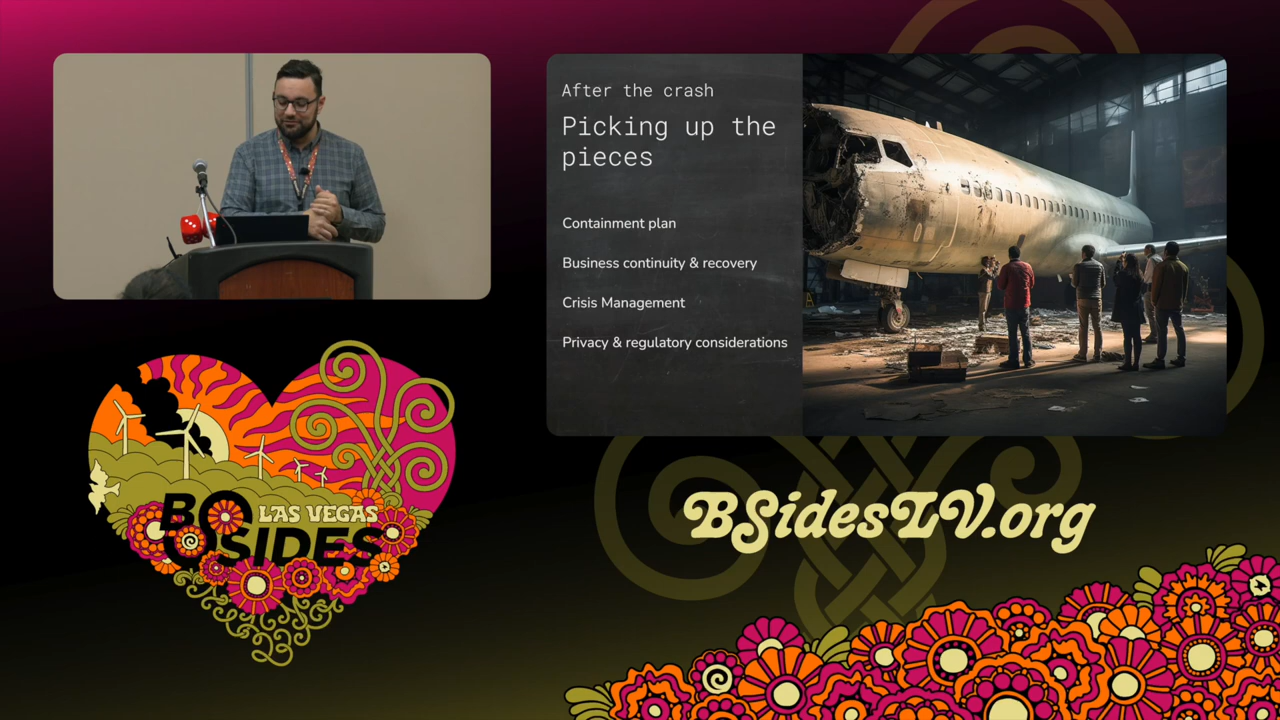 After the crash
Picking up the
pieces
Containment plan
Business continuity & recovery
Crisis Management
Privacy & regulatory considerations
LAS VEGAS
SIDES
BSidesLV.org